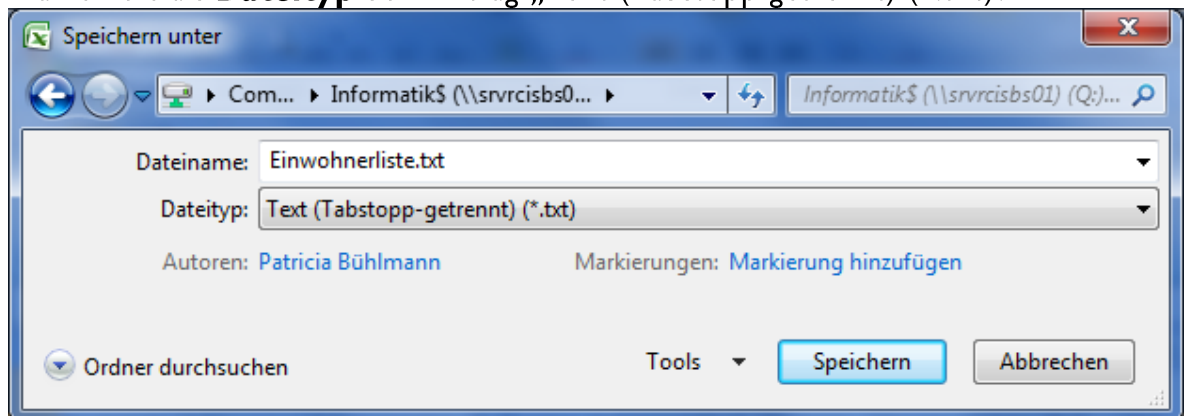 Speichern unter
Com... Informatik$ (\\srvrcisbs0... Informatik$ (\\srvrcisbs01) (Q:)...
Dateiname: Einwohnerliste.txt
Dateityp: Text (Tabstopp-getrennt) (*.txt)
Autoren: Patricia Bühlmann Markierungen: Markierung hinzufügen
Ordner durchsuchen Tools Speichern Abbrechen